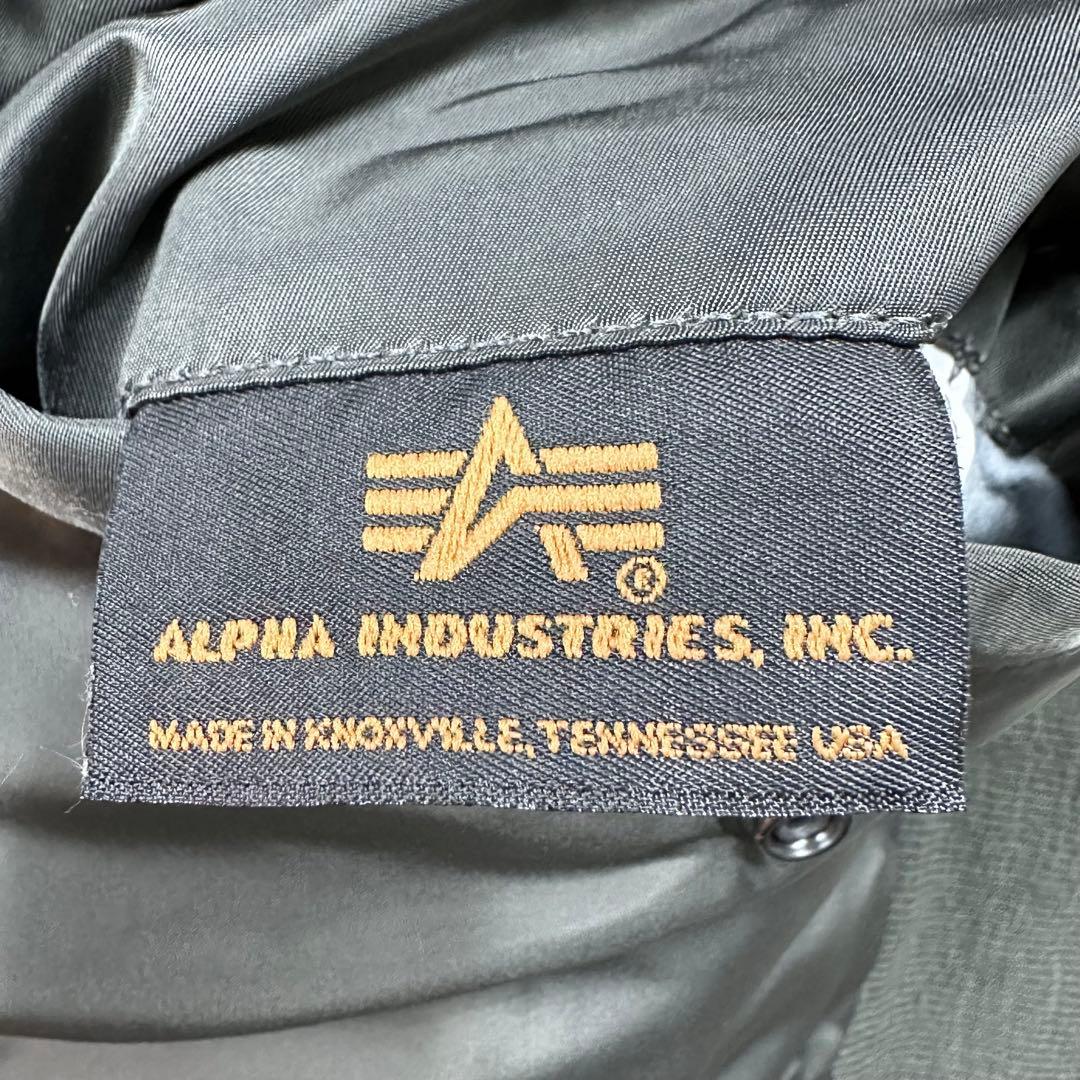 ALPHA INDUSTRIES, INC.
MADE IN KNOXVILLE, TENNESSEE USA